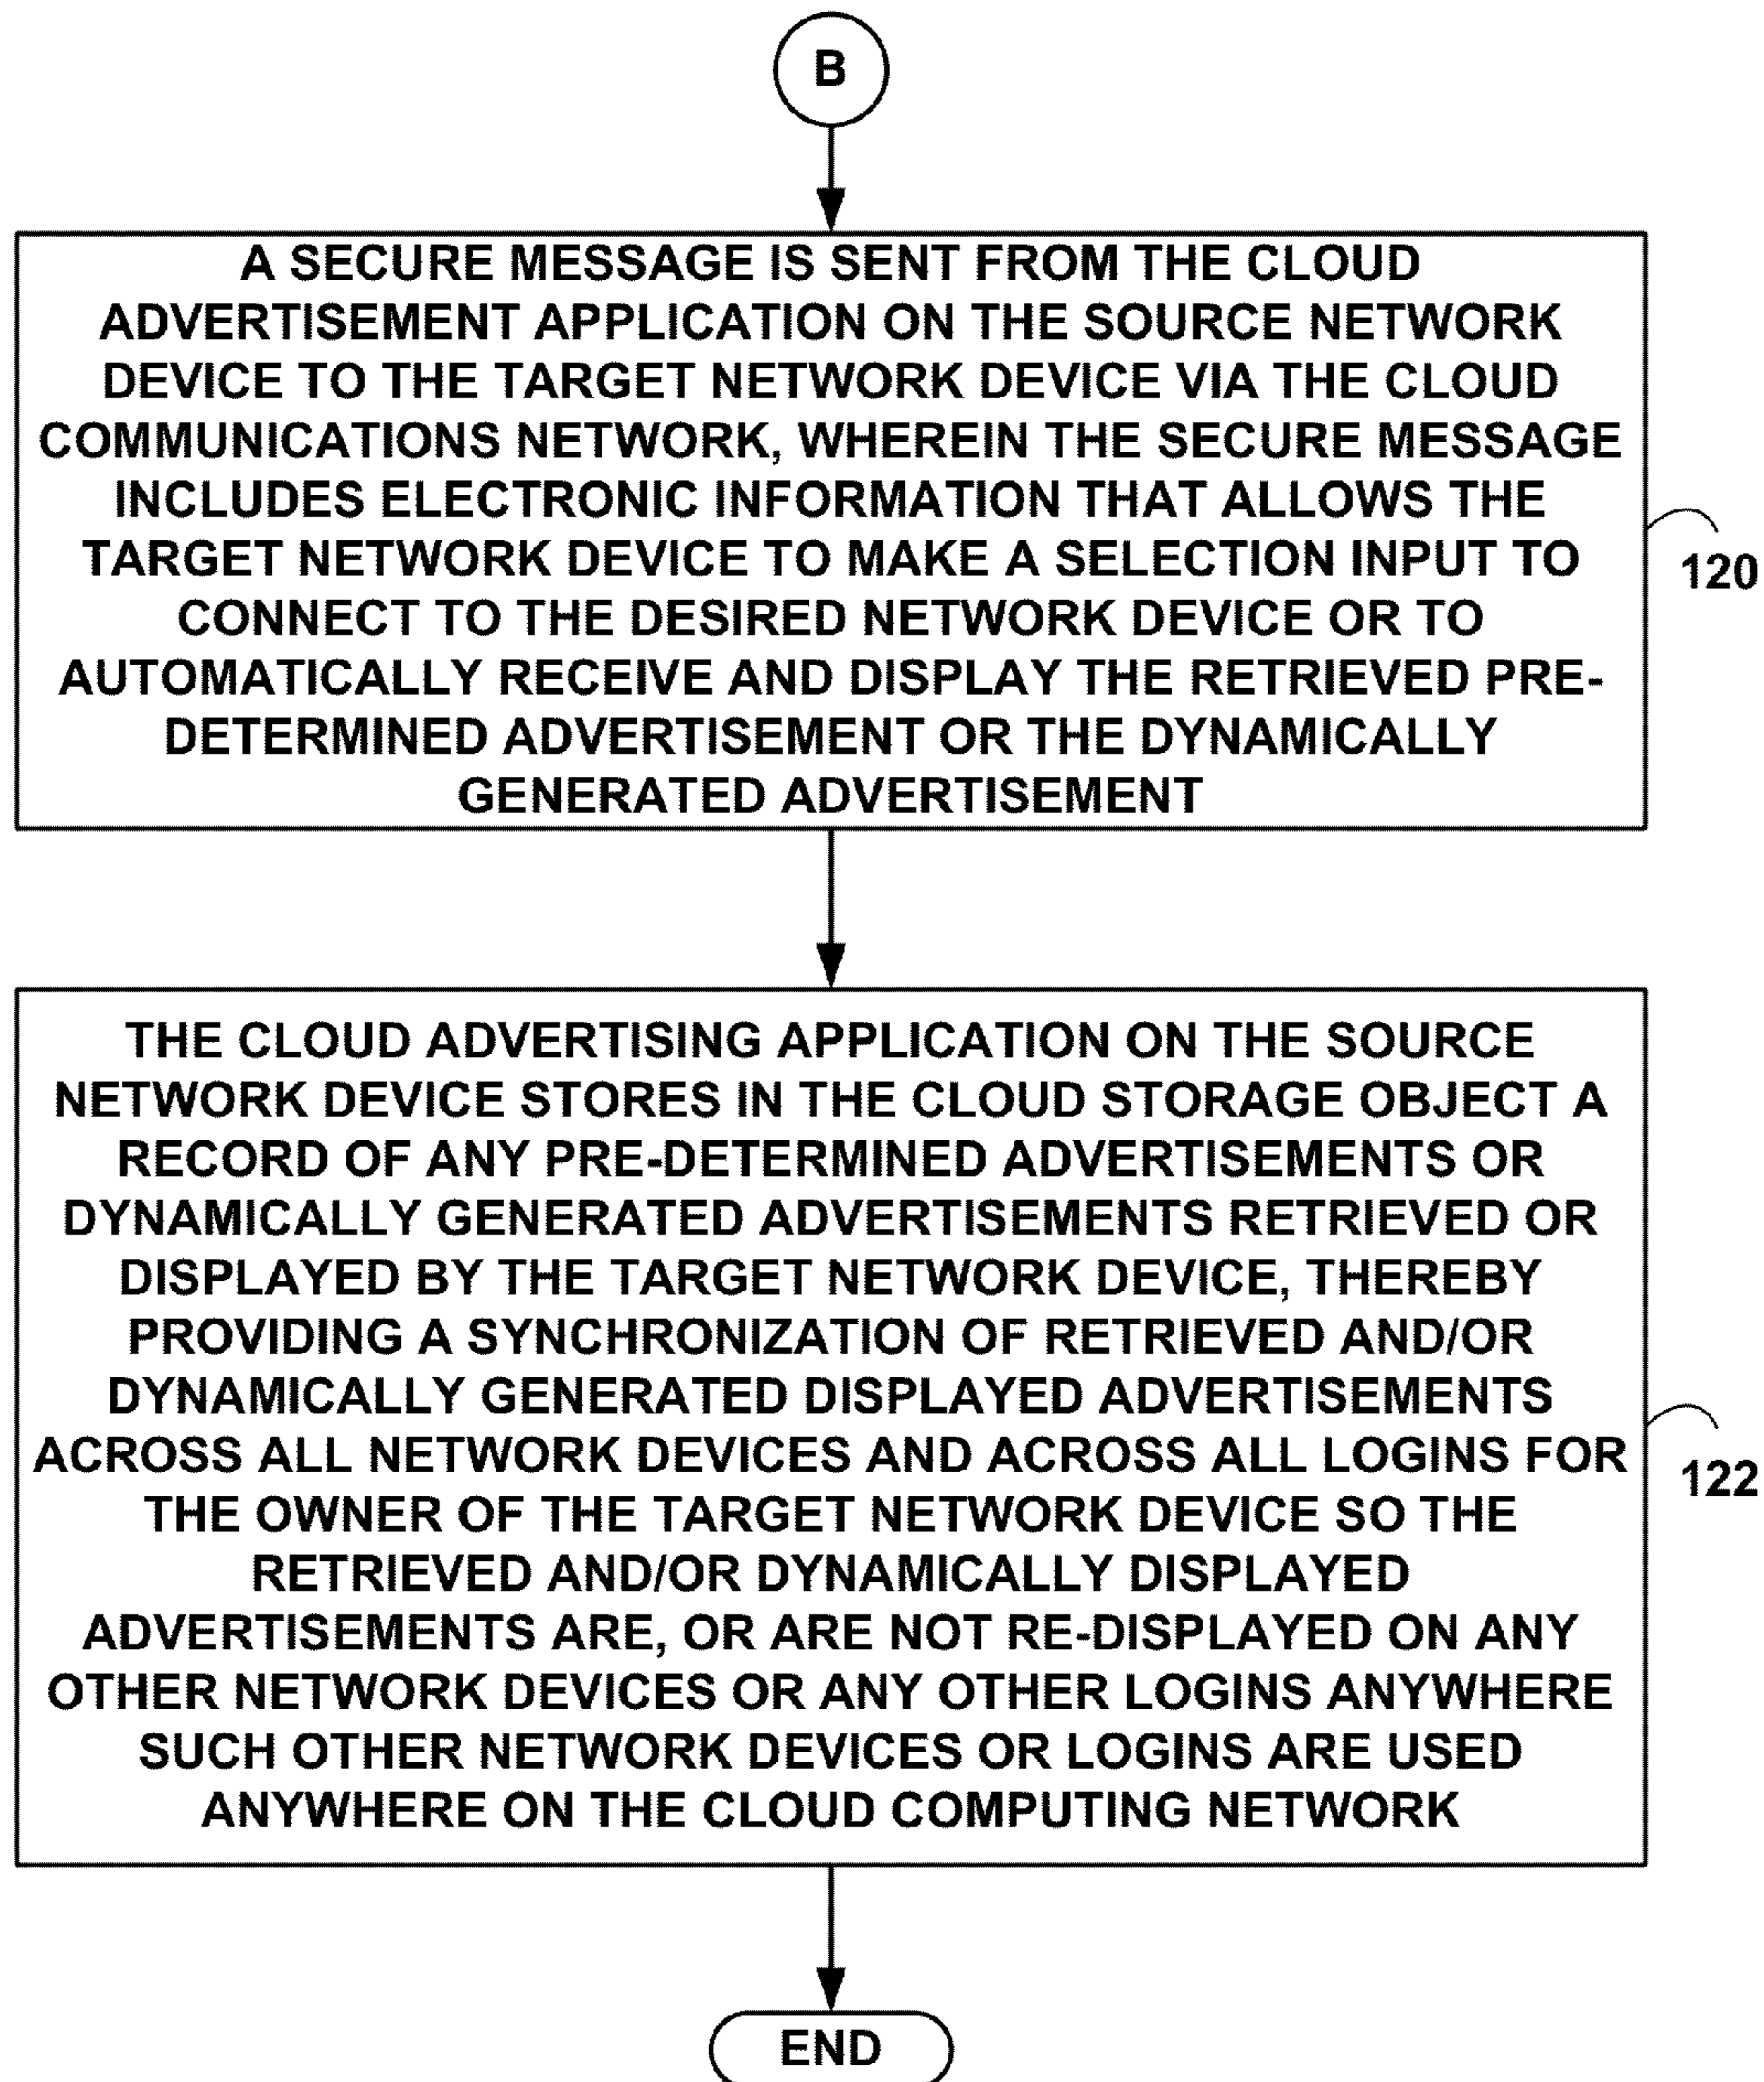 B
A SECURE MESSAGE IS SENT FROM THE CLOUD
ADVERTISEMENT APPLICATION ON THE SOURCE NETWORK
DEVICE TO THE TARGET NETWORK DEVICE VIA THE CLOUD
COMMUNICATIONS NETWORK, WHEREIN THE SECURE MESSAGE
INCLUDES ELECTRONIC INFORMATION THAT ALLOWS THE
TARGET NETWORK DEVICE TO MAKE A SELECTION INPUT TO
CONNECT TO THE DESIRED NETWORK DEVICE OR TO
AUTOMATICALLY RECEIVE AND DISPLAY THE RETRIEVED PRE-
DETERMINED ADVERTISEMENT OR THE DYNAMICALLY
GENERATED ADVERTISEMENT
120
THE CLOUD ADVERTISING APPLICATION ON THE SOURCE
NETWORK DEVICE STORES IN THE CLOUD STORAGE OBJECT A
RECORD OF ANY PRE-DETERMINED ADVERTISEMENTS OR
DYNAMICALLY GENERATED ADVERTISEMENTS RETRIEVED OR
DISPLAYED BY THE TARGET NETWORK DEVICE, THEREBY
PROVIDING A SYNCHRONIZATION OF RETRIEVED AND/OR
DYNAMICALLY GENERATED DISPLAYED ADVERTISEMENTS
ACROSS ALL NETWORK DEVICES AND ACROSS ALL LOGINS FOR
THE OWNER OF THE TARGET NETWORK DEVICE SO THE
RETRIEVED AND/OR DYNAMICALLY DISPLAYED
ADVERTISEMENTS ARE, OR ARE NOT RE-DISPLAYED ON ANY
OTHER NETWORK DEVICES OR ANY OTHER LOGINS ANYWHERE
SUCH OTHER NETWORK DEVICES OR LOGINS ARE USED
ANYWHERE ON THE CLOUD COMPUTING NETWORK
122
END